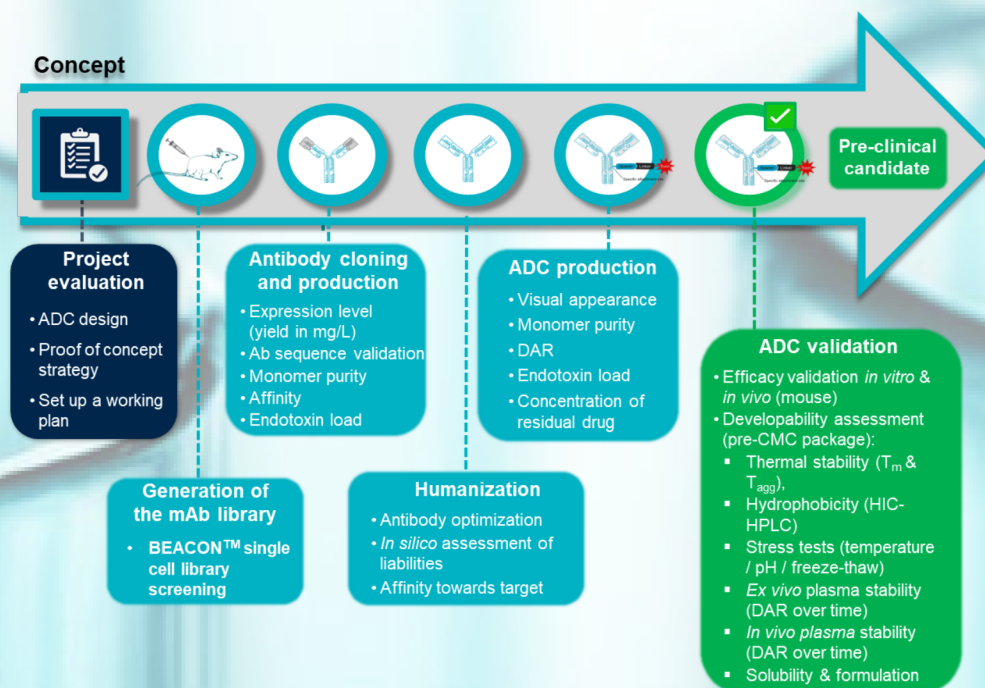 Concept
Pre-clinical
candidate
Project
evaluation
• ADC design
• Proof of concept
strategy
• Set up a working
plan
Generation of
the mAb library
• BEACON™ single
cell library
screening
Antibody cloning
and production
• Expression level
(yield in mg/L)
• Ab sequence validation
• Monomer purity
• Affinity
• Endotoxin load
Humanization
• Antibody optimization
• In silico assessment of
liabilities
• Affinity towards target
ADC production
• Visual appearance
• Monomer purity
• DAR
• Endotoxin load
• Concentration of
residual drug
ADC validation
• Efficacy validation in vitro &
in vivo (mouse)
• Developability assessment
(pre-CMC package):
▪ Thermal stability (Tm &
Tagg),
▪ Hydrophobicity (HIC-
HPLC)
▪ Stress tests (temperature
/ pH / freeze-thaw)
▪ Ex vivo plasma stability
(DAR over time)
▪ In vivo plasma stability
(DAR over time)
▪ Solubility & formulation